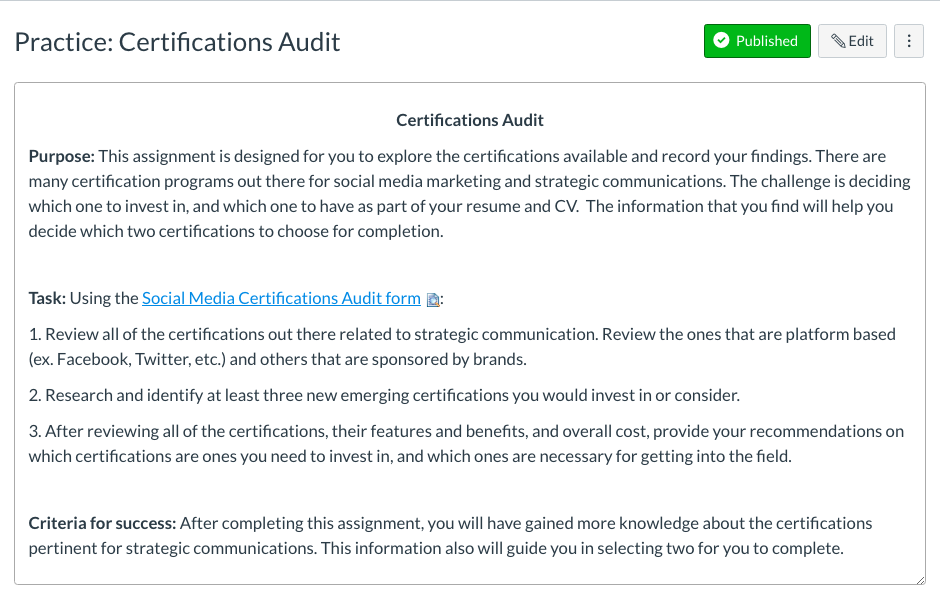 Practice: Certifications Audit
Published
Edit
Certifications Audit
Purpose: This assignment is designed for you to explore the certifications available and record your findings. There are
many certification programs out there for social media marketing and strategic communications. The challenge is deciding
which one to invest in, and which one to have as part of your resume and CV.  The information that you find will help you
decide which two certifications to choose for completion.
Task: Using the Social Media Certifications Audit form :
1. Review all of the certifications out there related to strategic communication. Review the ones that are platform based
(ex. Facebook, Twitter, etc.) and others that are sponsored by brands.
2. Research and identify at least three new emerging certifications you would invest in or consider.
3. After reviewing all of the certifications, their features and benefits, and overall cost, provide your recommendations on
which certifications are ones you need to invest in, and which ones are necessary for getting into the field.
Criteria for success: After completing this assignment, you will have gained more knowledge about the certifications
pertinent for strategic communications. This information also will guide you in selecting two for you to complete.